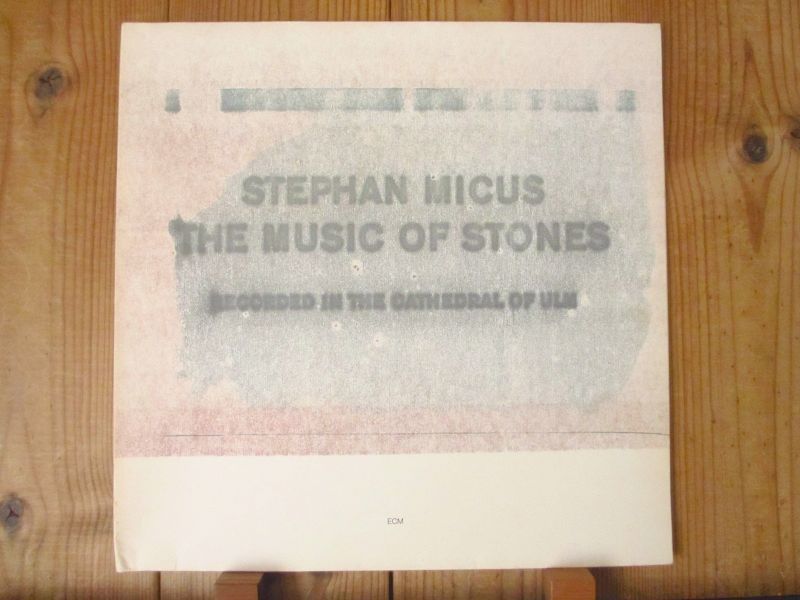 STEPHAN MICUS
THE MUSIC OF STONES
RECORDED IN THE CATHEDRAL OF ULM
ECM